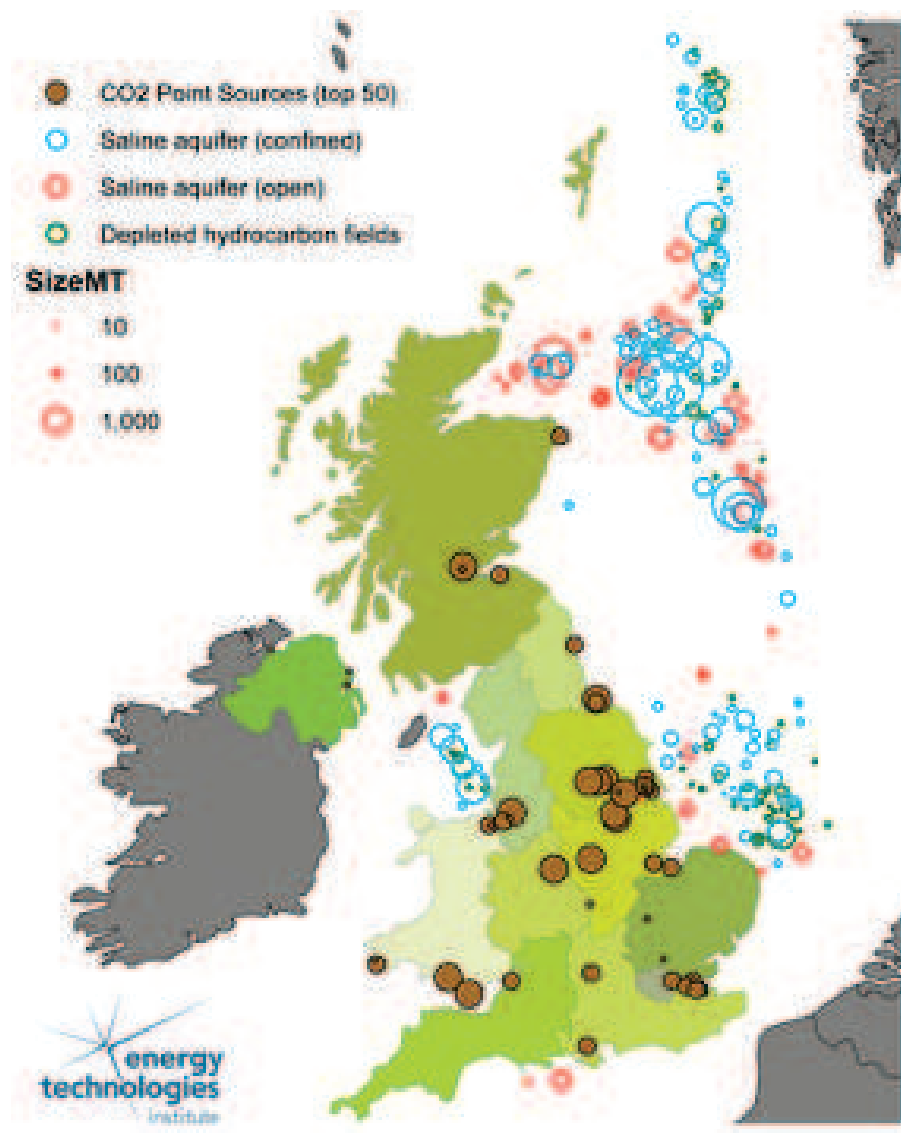 CO2 Point Sources (top 50)
Saline aquifer (confined)
Saline aquifer (open)
Depleted hydrocarbon fields
SizeMT
10
100
1,000
energy
technologies
institute